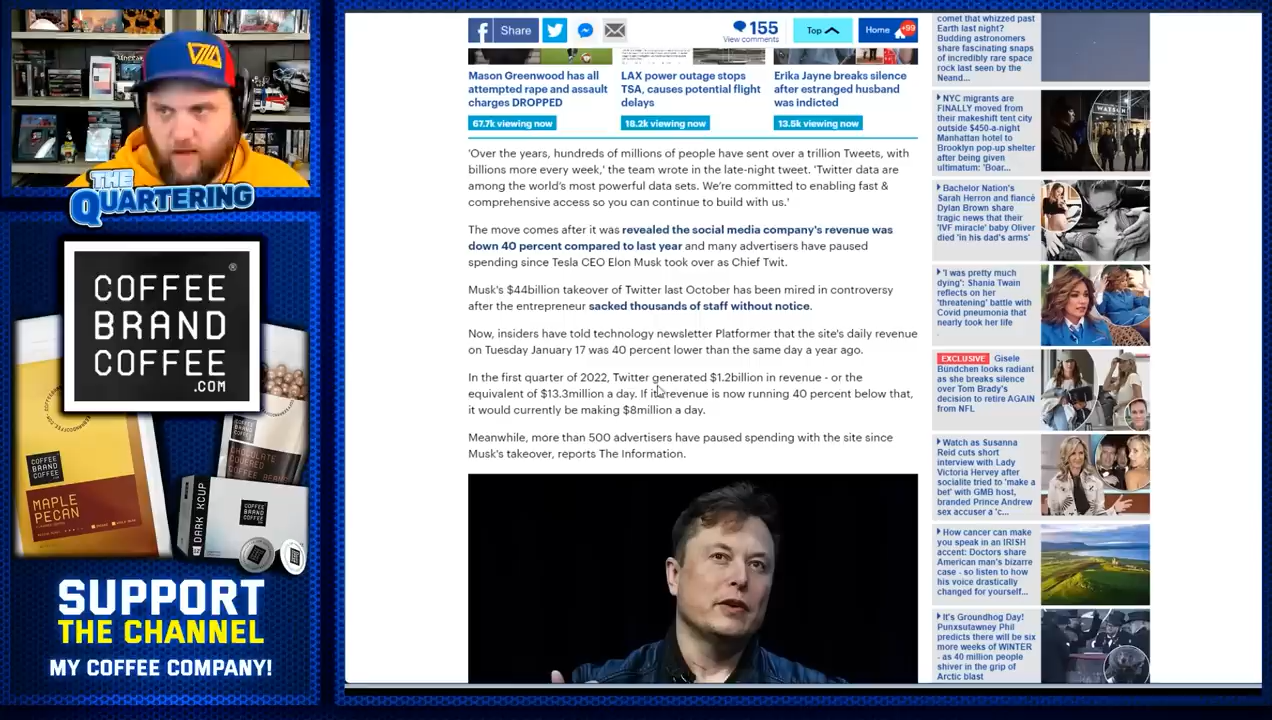 THE
QUARTERING
COFFEE
BRAND
COFFEE
.COM
®
COFFEE
BRAND
COFFEE
MAPLE
PECAN
COFFEE
BRAND
COFFEE
CHOCOLATE
COVERED
COFFEE BEANS
DARK KCUP
COFFEE
BRAND
COFFEE
SUPPORT
THE CHANNEL
MY COFFEE COMPANY!
Share
155
View comments
Top
Home
+99
Mason Greenwood has all
attempted rape and assault
charges DROPPED
67.7k viewing now
LAX power outage stops
TSA, causes potential flight
delays
18.2k viewing now
Erika Jayne breaks silence
after estranged husband
was indicted
13.5k viewing now
'Over the years, hundreds of millions of people have sent over a trillion Tweets, with
billions more every week,' the team wrote in the late-night tweet. 'Twitter data are
among the world's most powerful data sets. We're committed to enabling fast &
comprehensive access so you can continue to build with us.'
The move comes after it was revealed the social media company's revenue was
down 40 percent compared to last year and many advertisers have paused
spending since Tesla CEO Elon Musk took over as Chief Twit.
Musk's $44billion takeover of Twitter last October has been mired in controversy
after the entrepreneur sacked thousands of staff without notice.
Now, insiders have told technology newsletter Platformer that the site's daily revenue
on Tuesday January 17 was 40 percent lower than the same day a year ago.
In the first quarter of 2022, Twitter generated $1.2billion in revenue - or the
equivalent of $13.3million a day. If its revenue is now running 40 percent below that,
it would currently be making $8million a day.
Meanwhile, more than 500 advertisers have paused spending with the site since
Musk's takeover, reports The Information.
comet that whizzed past
Earth last night?
Budding astronomers
share fascinating snaps
of incredibly rare space
rock last seen by the
Neand...
NYC migrants are
FINALLY moved from
their makeshift tent city
outside $450-a-night
Manhattan hotel to
Brooklyn pop-up shelter
after being given
ultimatum: 'Boar...
WATSON
Bachelor Nation's
Sarah Herron and fiancé
Dylan Brown share
tragic news that their
'IVF miracle' baby Oliver
died 'in his dad's arms'
'I was pretty much
dying': Shania Twain
reflects on her
'threatening' battle with
Covid pneumonia that
nearly took her life
.
EXCLUSIVE Gisele
Bündchen looks radiant
as she breaks silence
over Tom Brady's
decision to retire AGAIN
from NFL
Watch as Susanna
Reid cuts short
interview with Lady
Victoria Hervey after
socialite tried to 'make a
bet' with GMB host,
branded Prince Andrew
sex accuser a 'c...
How cancer can make
you speak in an IRISH
accent: Doctors share
American man's bizarre
case - so listen to how
his voice drastically
changed for yourself...
It's Groundhog Day!
Punxsutawney Phil
predicts there will be six
more weeks of WINTER
- as 40 million people
shiver in the grip of
Arctic blast